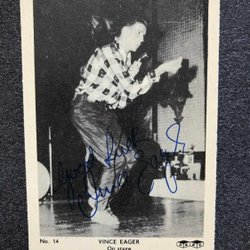 Good Luck
Vince Eager
No. 14
VINCE EAGER
On stage